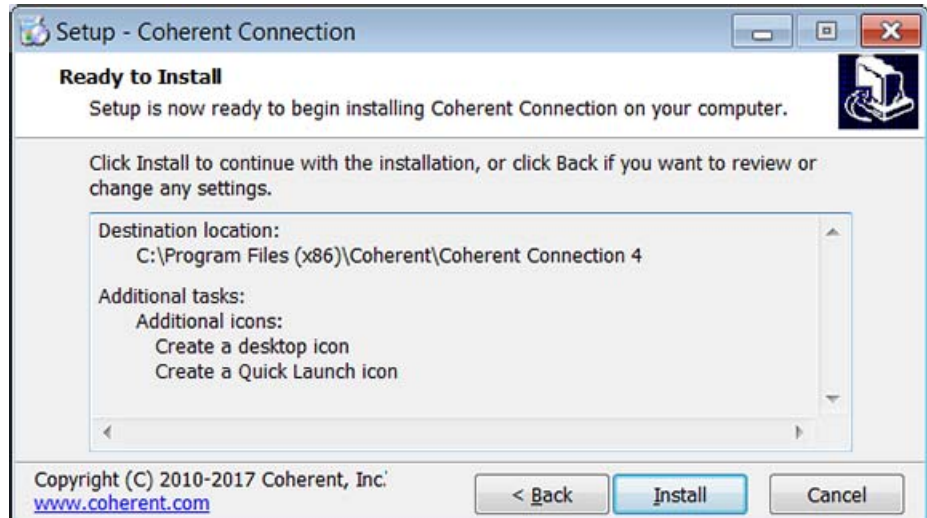 Setup - Coherent Connection
Ready to Install
Setup is now ready to begin installing Coherent Connection on your computer.
Click Install to continue with the installation, or click Back if you want to review or
change any settings.
Destination location:
C:\Program Files (x86)\Coherent\Coherent Connection 4
Additional tasks:
Additional icons:
Create a desktop icon
Create a Quick Launch icon
Copyright (C) 2010-2017 Coherent, Inc.
www.coherent.com
< Back
Install
Cancel